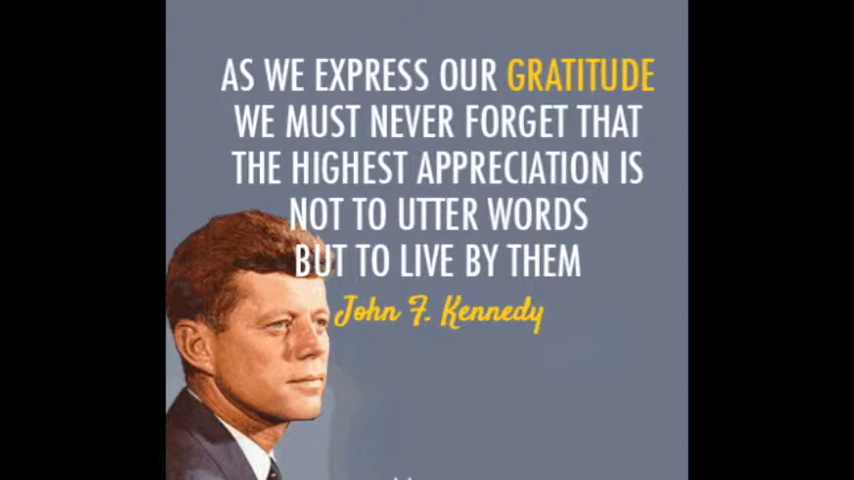 AS WE EXPRESS OUR GRATITUDE
WE MUST NEVER FORGET THAT
THE HIGHEST APPRECIATION IS
NOT TO UTTER WORDS
BUT TO LIVE BY THEM
John F. Kennedy